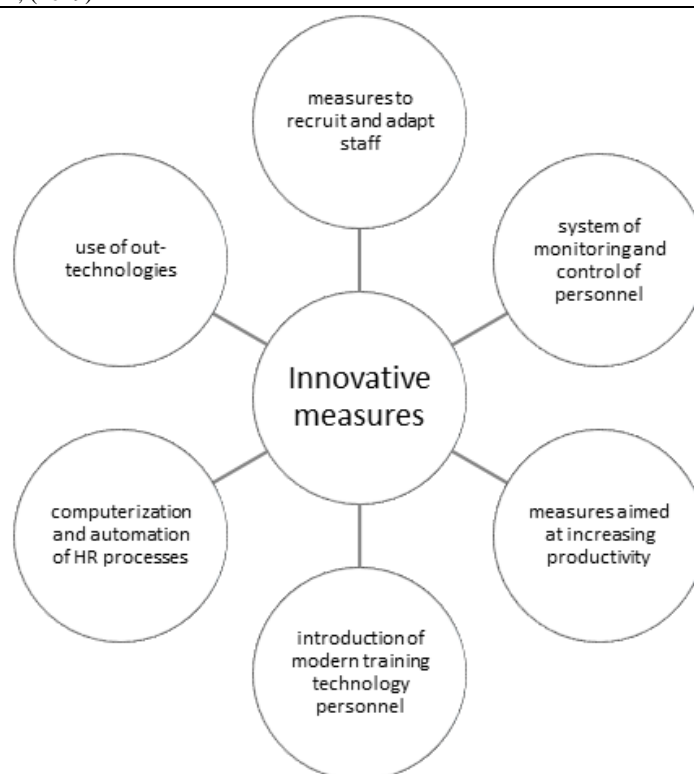 measures to
recruit and adapt
staff
system of
monitoring and
control of
personnel
measures aimed
at increasing
productivity
introduction of
modern training
technology
personnel
computerization
and automation
of HR processes
use of out-
technologies
Innovative
measures